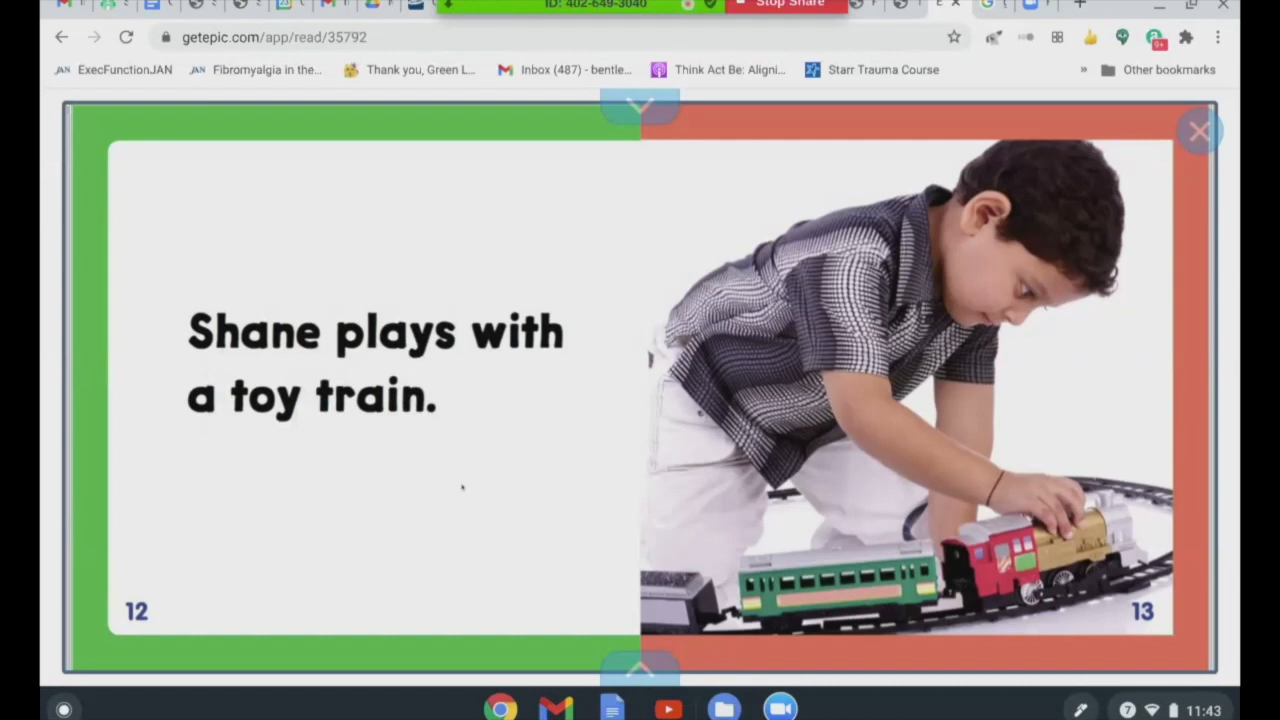 ID: 402-649-3040
Stop Share
getepic.com/app/read/35792
9+
ExecFunctionJAN
Fibromyalgia in the...
Thank you, Green L...
Inbox (487) - bentle...
Think Act Be: Aligni...
Starr Trauma Course
»
Other bookmarks
Shane plays with
a toy train.
12
13
7
11:43